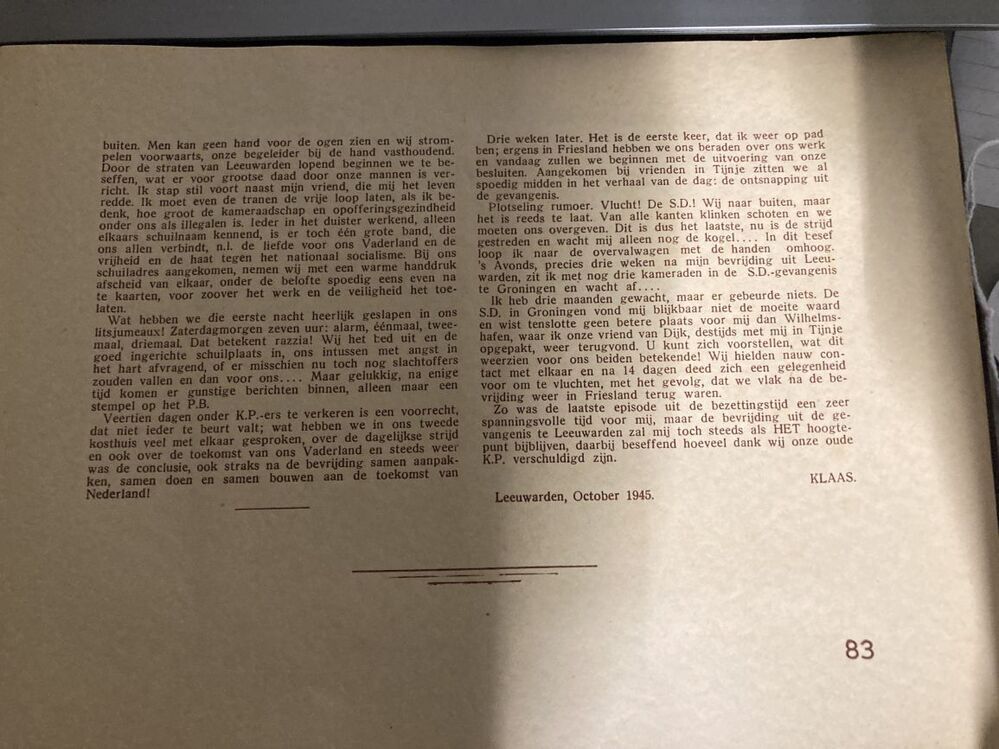 buiten. Men kan geen hand voor de ogen zien en wij strom-
pelen voorwaarts, onze begeleider bij de hand vasthoudend.
Door de straten van Leeuwarden lopend beginnen we te be-
seffen, wat er voor grootse daad door onze mannen is ver-
richt. Ik stap stil voort naast mijn vriend, die mij het leven
redde. Ik moet even de tranen de vrije loop laten, als ik be-
denk, hoe groot de kameraadschap en opofferingsgezindheid
onder ons als illegalen is. Ieder in het duister werkend, alleen
elkaars schuilnaam kennend, is er toch één grote band, die
ons allen verbindt, n.l. de liefde voor ons Vaderland en de
vrijheid en de haat tegen het nationaal socialisme. Bij ons
schuiladres aangekomen, nemen wij met een warme handdruk
afscheid van elkaar, onder de belofte spoedig eens even na
te kaarten, voor zoover het werk en de veiligheid het toe-
laten.
Wat hebben we die eerste nacht heerlijk geslapen in ons
litsjumeaux! Zaterdagmorgen zeven uur: alarm, éénmaal, twee-
maal, driemaal. Dat betekent razzia! Wij het bed uit en de
goed ingerichte schuilplaats in, ons intussen met angst in
het hart afvragend, of er misschien nu toch nog slachtoffers
zouden vallen en dan voor ons.... Maar gelukkig, na enige
tijd komen er gunstige berichten binnen, alleen maar een
stempel op het P.B.
Veertien dagen onder K.P.-ers te verkeren is een voorrecht,
dat niet ieder te beurt valt; wat hebben we in ons tweede
kosthuis veel met elkaar gesproken, over de dagelijkse strijd
en ook over de toekomst van ons Vaderland en steeds weer
was de conclusie, ook straks na de bevrijding samen aanpak-
ken, samen doen en samen bouwen aan de toekomst van
Nederland!
Drie weken later. Het is de eerste keer, dat ik weer op pad
ben; ergens in Friesland hebben we ons beraden over ons werk
en vandaag zullen we beginnen met de uitvoering van onze
besluiten. Aangekomen bij vrienden in Tijnje zitten we al
spoedig midden in het verhaal van de dag: de ontsnapping uit
de gevangenis.
Plotseling rumoer. Vlucht! De S.D.! Wij naar buiten, maar
het is reeds te laat. Van alle kanten klinken schoten en we
moeten ons overgeven. Dit is dus het laatste, nu is de strijd
gestreden en wacht mij alleen nog de kogel.... In dit besef
loop ik naar de overvalwagen met de handen omhoog.
's Avonds, precies drie weken na mijn bevrijding uit Leeu-
warden, zit ik met nog drie kameraden in de S.D.-gevangenis
te Groningen en wacht af....
Ik heb drie maanden gewacht, maar er gebeurde niets. De
S.D. in Groningen vond mij blijkbaar niet de moeite waard
en wist tenslotte geen betere plaats voor mij dan Wilhelms-
hafen, waar ik onze vriend van Dijk, destijds met mij in Tijnje
opgepakt, weer terugvond. U kunt zich voorstellen, wat dit
weerzien voor ons beiden betekende! Wij hielden nauw con-
tact met elkaar en na 14 dagen deed zich een gelegenheid
voor om te vluchten, met het gevolg, dat we vlak na de be-
vrijding weer in Friesland terug waren.
Zo was de laatste episode uit de bezettingstijd een zeer
spanningsvolle tijd voor mij, maar de bevrijding uit de ge-
vangenis te Leeuwarden zal mij toch steeds als HET hoogte-
punt bijblijven, daarbij beseffend hoeveel dank wij onze oude
K.P. verschuldigd zijn.
KLAAS.
Leeuwarden, October 1945.
83